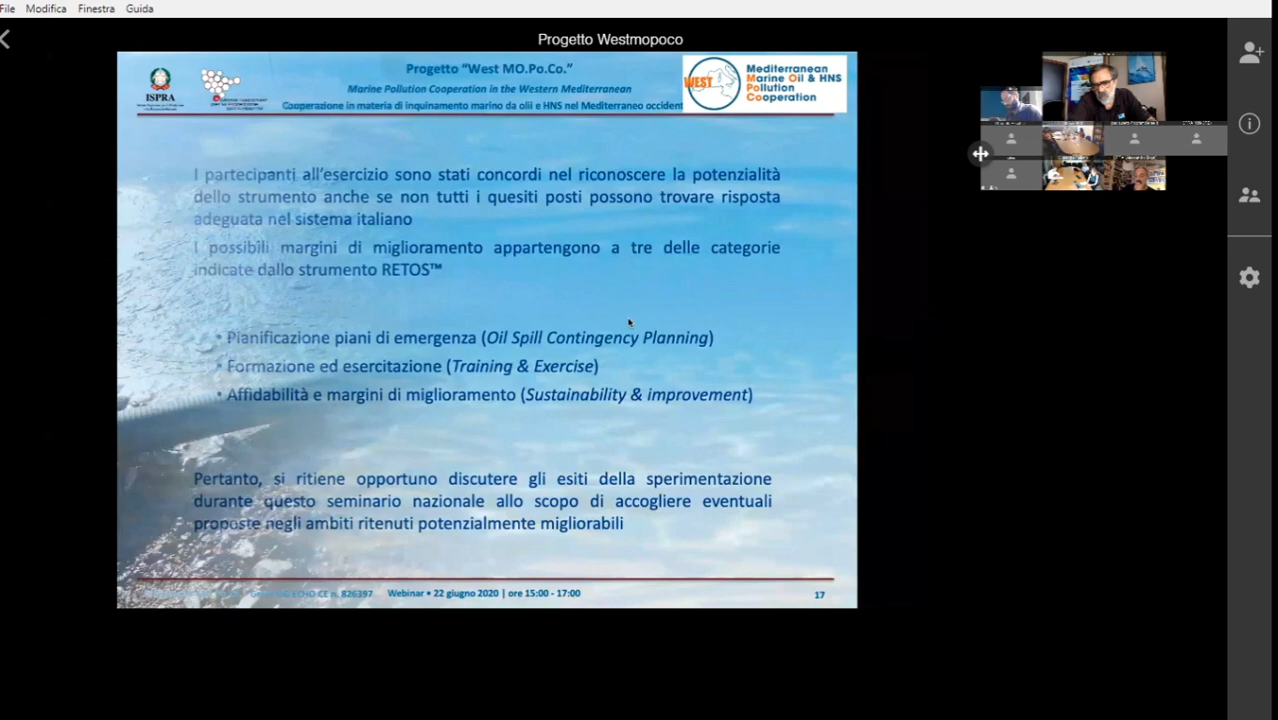 File Modifica Finestra Guida
Progetto Westmopoco
ISPRA
Progetto “West MO.Po.Co.”
Marine Pollution Cooperation in the Western Mediterranean
Cooperazione in materia di inquinamento marino da olii e HNS nel Mediterraneo occident
WEST
Mediterranean
Marine Oil & HNS
Pollution
Cooperation
I partecipanti all’esercizio sono stati concordi nel riconoscere la potenzialità
dello strumento anche se non tutti i quesiti posti possono trovare risposta
adeguata nel sistema italiano
I possibili margini di miglioramento appartengono a tre delle categorie
indicate dallo strumento RETOS™
• Pianificazione piani di emergenza (Oil Spill Contingency Planning)
• Formazione ed esercitazione (Training & Exercise)
• Affidabilità e margini di miglioramento (Sustainability & improvement)
Pertanto, si ritiene opportuno discutere gli esiti della sperimentazione
durante questo seminario nazionale allo scopo di accogliere eventuali
proposte negli ambiti ritenuti potenzialmente migliorabili
ECHO CE n. 826397 Webinar • 22 giugno 2020 | ore 15:00 - 17:00 17